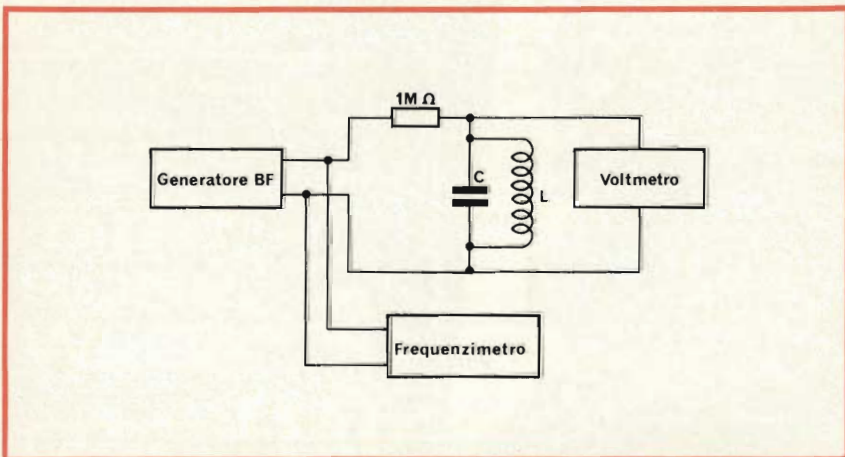 1M Ω
Generatore BF
C
L
Voltmetro
Frequenzimetro